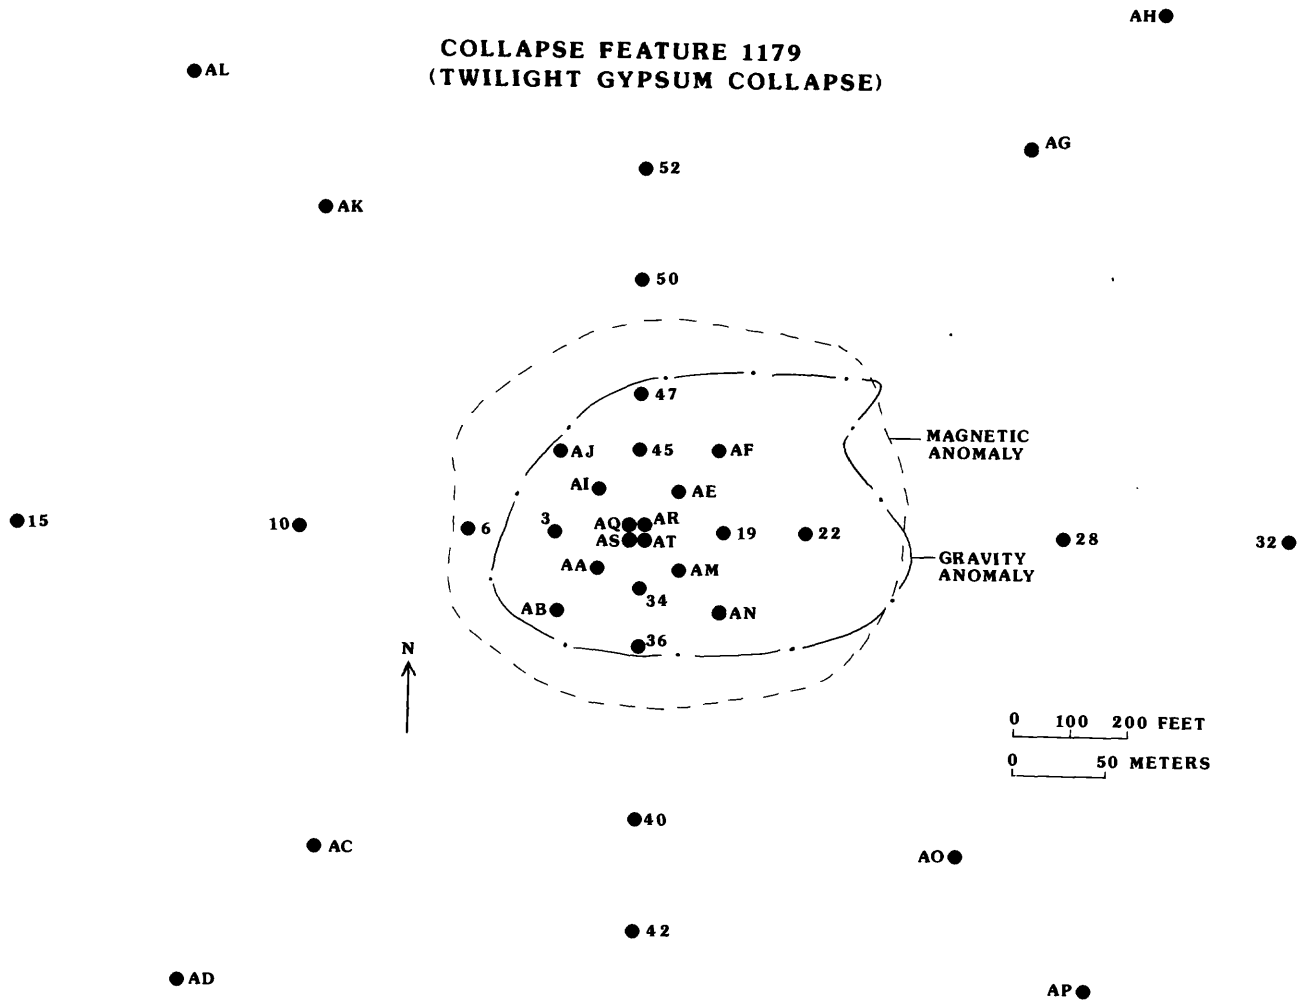 AH
COLLAPSE FEATURE 1179
(TWILIGHT GYPSUM COLLAPSE)
AL
AG
52
AK
50
47
MAGNETIC
ANOMALY
AJ
45
AF
AI
AE
15
10
6
3
AQ
AR
AS
AT
19
22
28
32
GRAVITY
ANOMALY
AA
AM
34
AB
AN
36
N
0 100 200 FEET
0 50 METERS
40
AC
AO
42
AD
AP